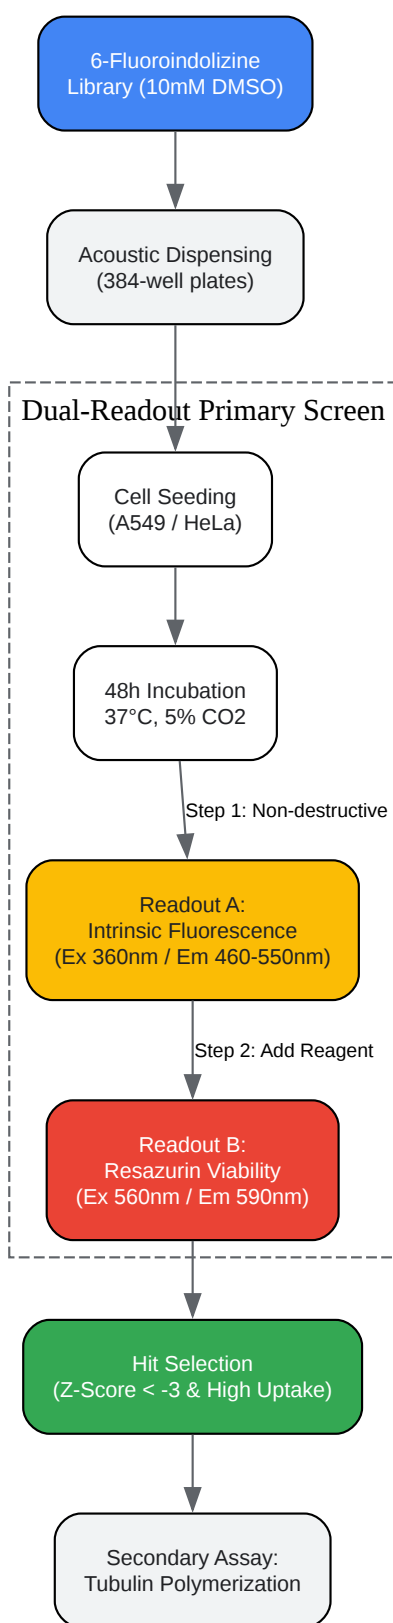 6-Fluoroindolizine
Library (10mM DMSO)
Acoustic Dispensing
(384-well plates)
Dual-Readout Primary Screen
Cell Seeding
(A549 / HeLa)
48h Incubation
37°C, 5% CO2
Step 1: Non-destructive
Readout A:
Intrinsic Fluorescence
(Ex 360nm / Em 460-550nm)
Step 2: Add Reagent
Readout B:
Resazurin Viability
(Ex 560nm / Em 590nm)
Hit Selection
(Z-Score < -3 & High Uptake)
Secondary Assay:
Tubulin Polymerization